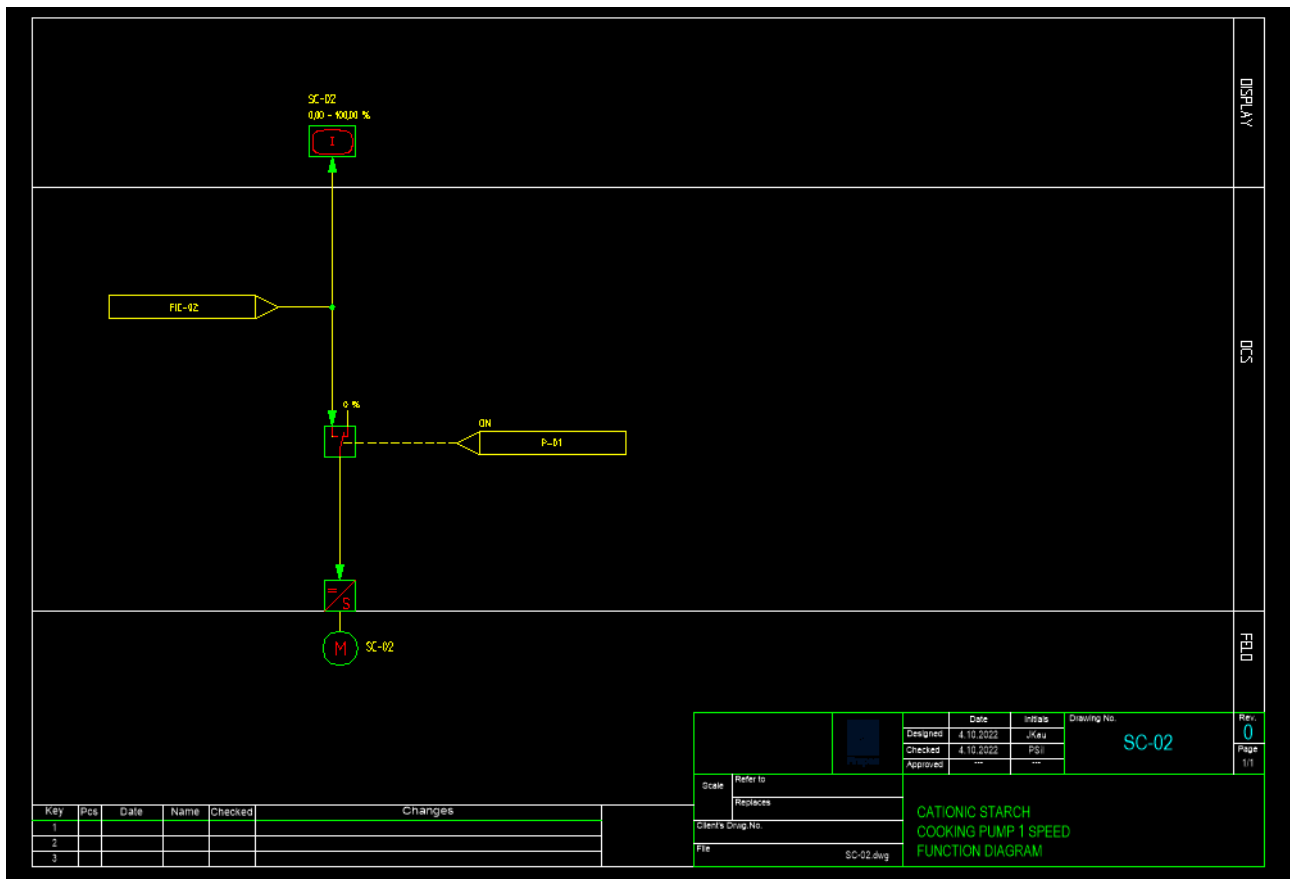 DISPLAY
SC-02
0,00 - 100,00 %
I
DCS
FIC-02
0 %
ON
P-01
=
S
M
SC-02
FELD
Date
Initials
Drawing No.
Rev.
Designed
4.10.2022
JKau
SC-02
0
Checked
4.10.2022
PSil
Page
Approved
---
---
1/1
Scale
Refer to
Replaces
Client's Drwg.No.
File
SC-02.dwg
CATIONIC STARCH
COOKING PUMP 1 SPEED
FUNCTION DIAGRAM
Key
Pcs
Date
Name
Checked
Changes
1
2
3